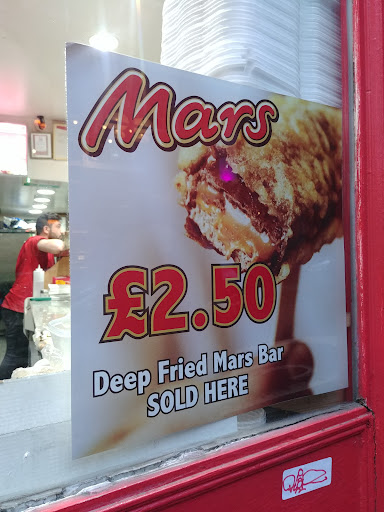 Mars
£2.50
Deep Fried Mars Bar
SOLD HERE